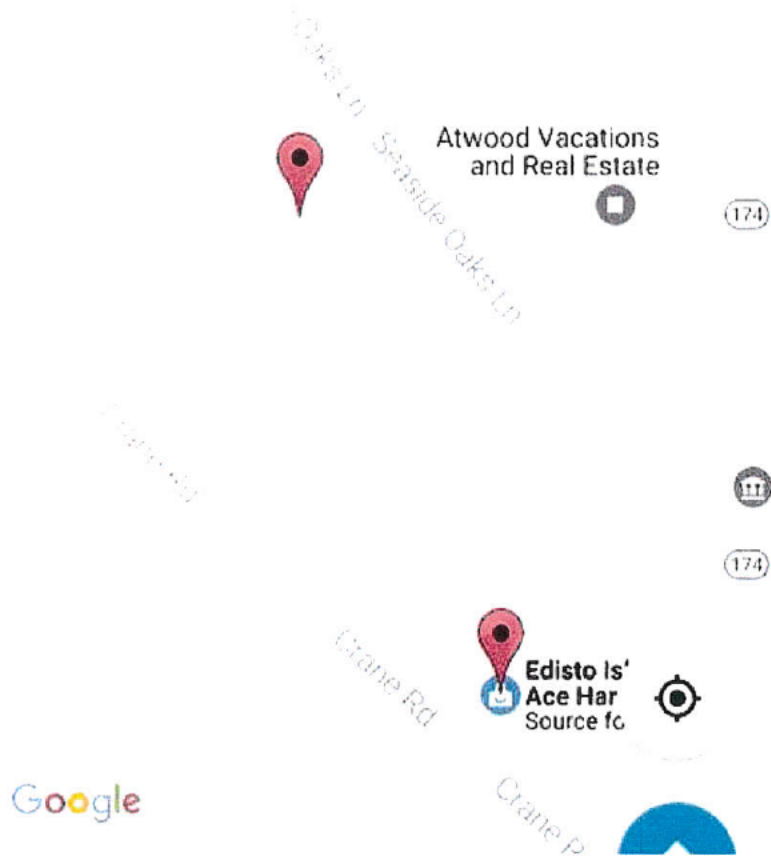 Oaks Ln
Seaside Oaks Ln
Atwood Vacations
and Real Estate
174
174
Crane Rd
Edisto Is'
Ace Har
Source fo
Crane R
Google